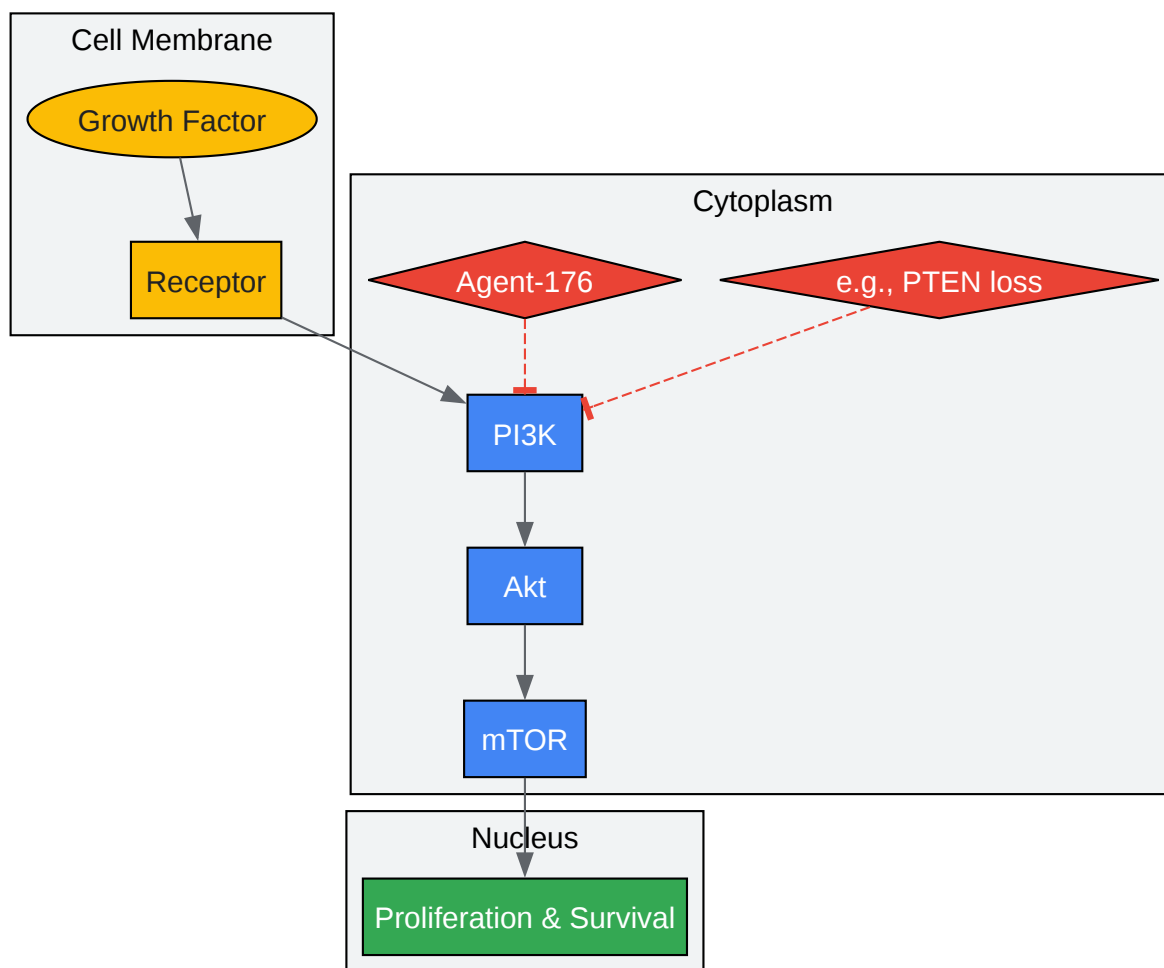 Cell Membrane
Growth Factor
Receptor
Cytoplasm
Agent-176
e.g., PTEN loss
PI3K
Akt
mTOR
Nucleus
Proliferation & Survival